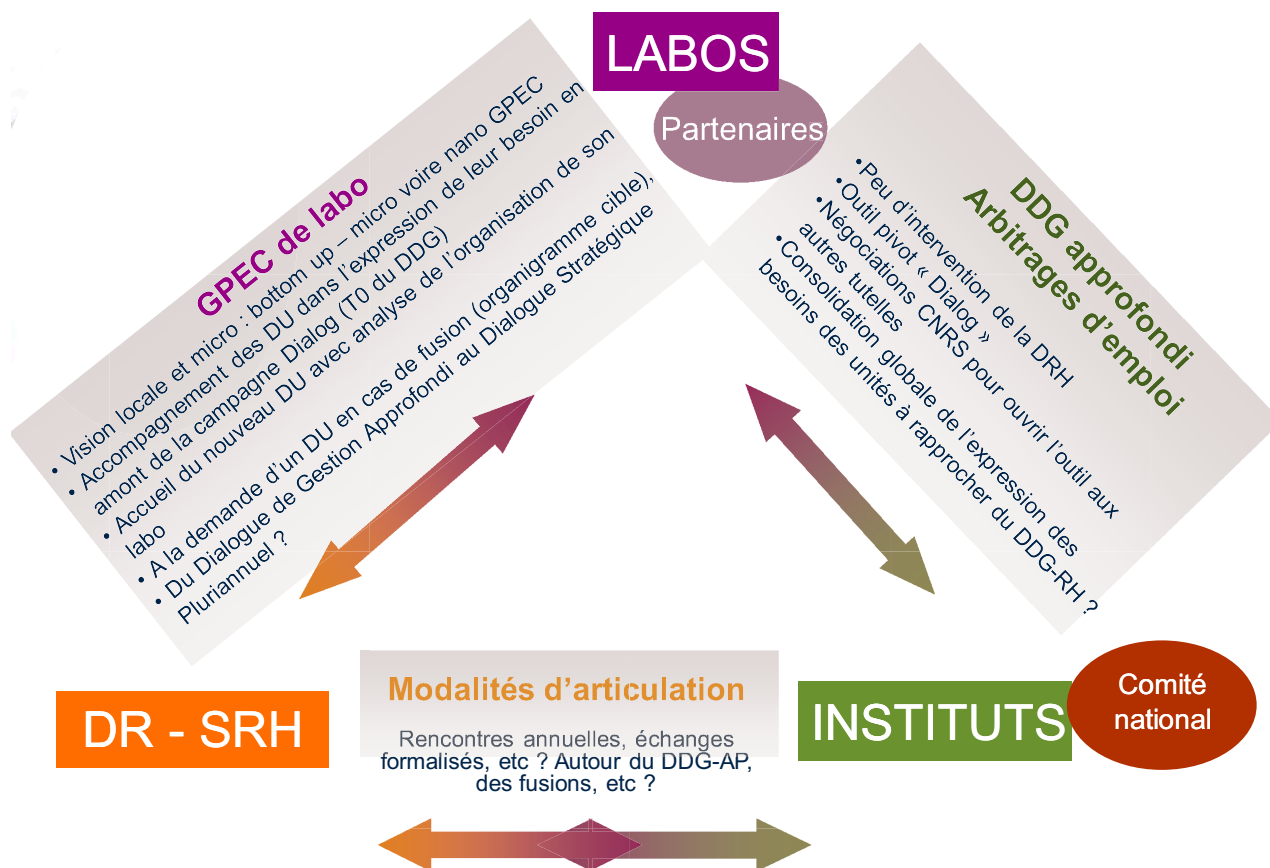 LABOS
Partenaires
GPEC de labo
• Vision locale et micro : bottom up – micro voire nano GPEC
• Accompagnement des DU dans l'expression de leur besoin en
amont de la campagne Dialog (T0 du DDG)
• Accueil du nouveau DU avec analyse de l'organisation de son
labo
• A la demande d'un DU en cas de fusion (organigramme cible),
• Du Dialogue de Gestion Approfondi au Dialogue Stratégique
Pluriannuel ?
DDG approfondi
Arbitrages d'emploi
•Peu d'intervention de la DRH
•Outil pivot « Dialog »
•Négociations CNRS pour ouvrir l'outil aux
autres tutelles
•Consolidation globale de l'expression des
besoins des unités à rapprocher du DDG-RH ?
DR - SRH
Modalités d'articulation
Rencontres annuelles, échanges
formalisés, etc ? Autour du DDG-AP,
des fusions, etc ?
INSTITUTS
Comité
national